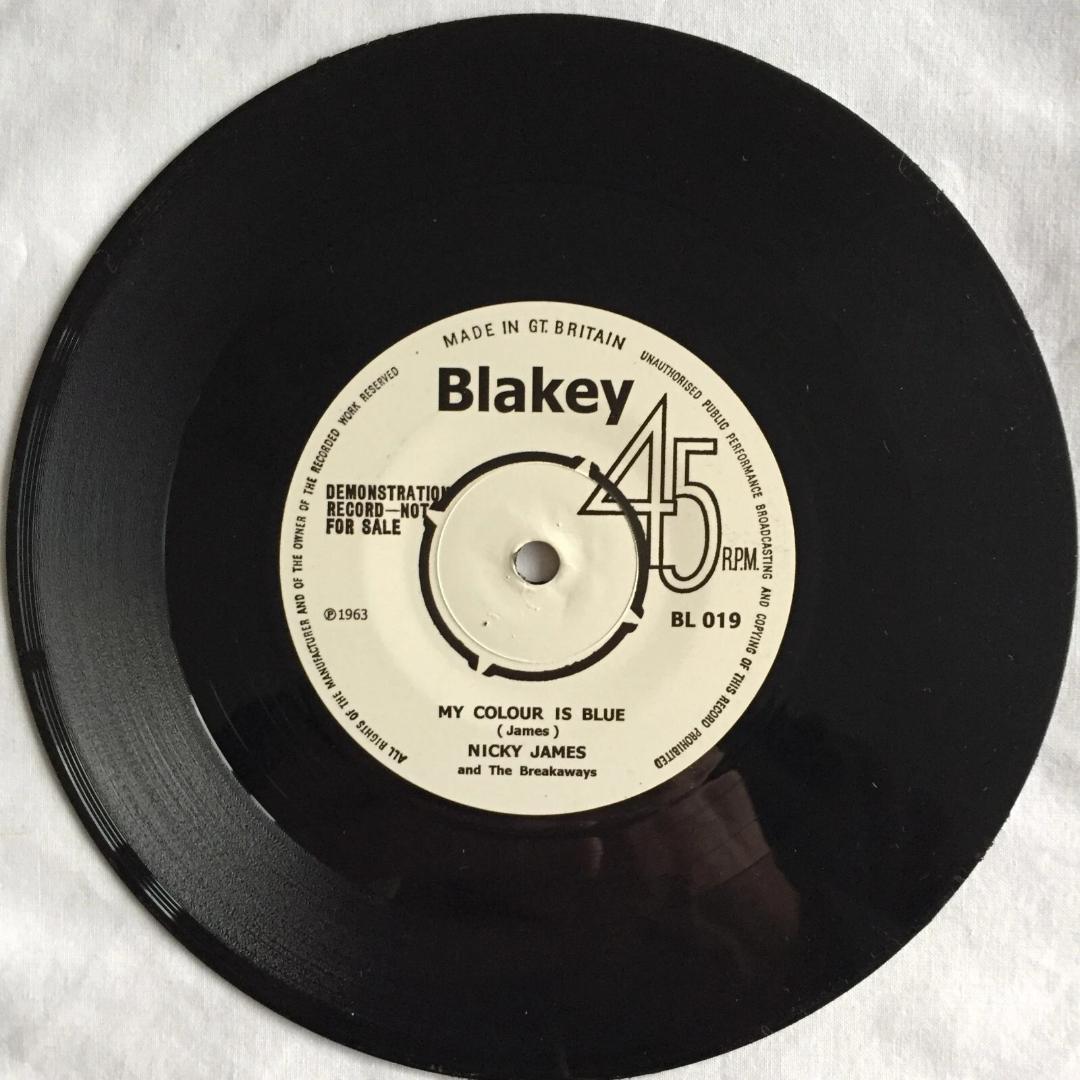 MADE IN GT. BRITAIN
Blakey
45
R.P.M.
DEMONSTRATION
RECORD—NOT
FOR SALE
℗1963
BL 019
MY COLOUR IS BLUE
( James )
NICKY JAMES
and The Breakaways
ALL RIGHTS OF THE MANUFACTURER AND OF THE OWNER OF THE RECORDED WORK RESERVED
UNAUTHORISED PUBLIC PERFORMANCE BROADCASTING AND COPYING OF THIS RECORD PROHIBITED